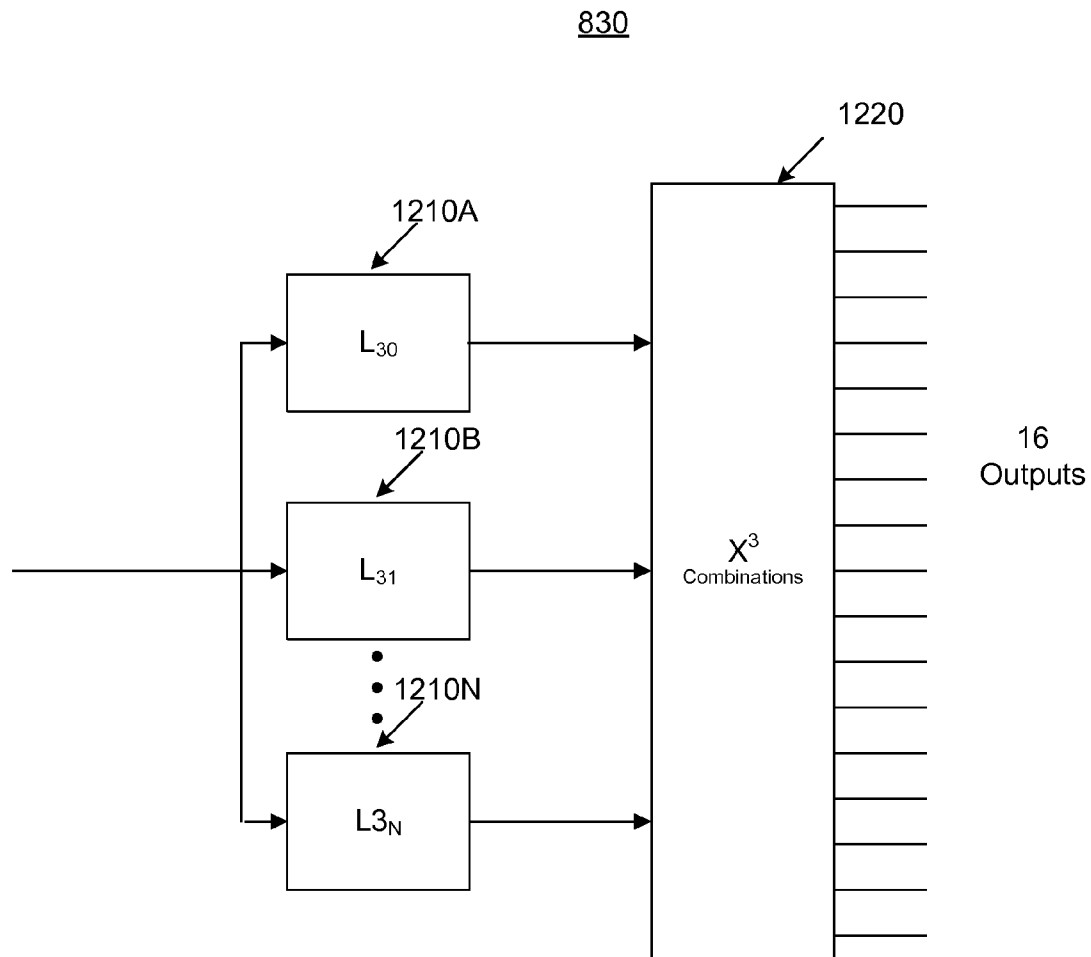 830
1220
1210A
L₃₀
1210B
16
Outputs
L₃₁
X³
Combinations
1210N
L3ₙ